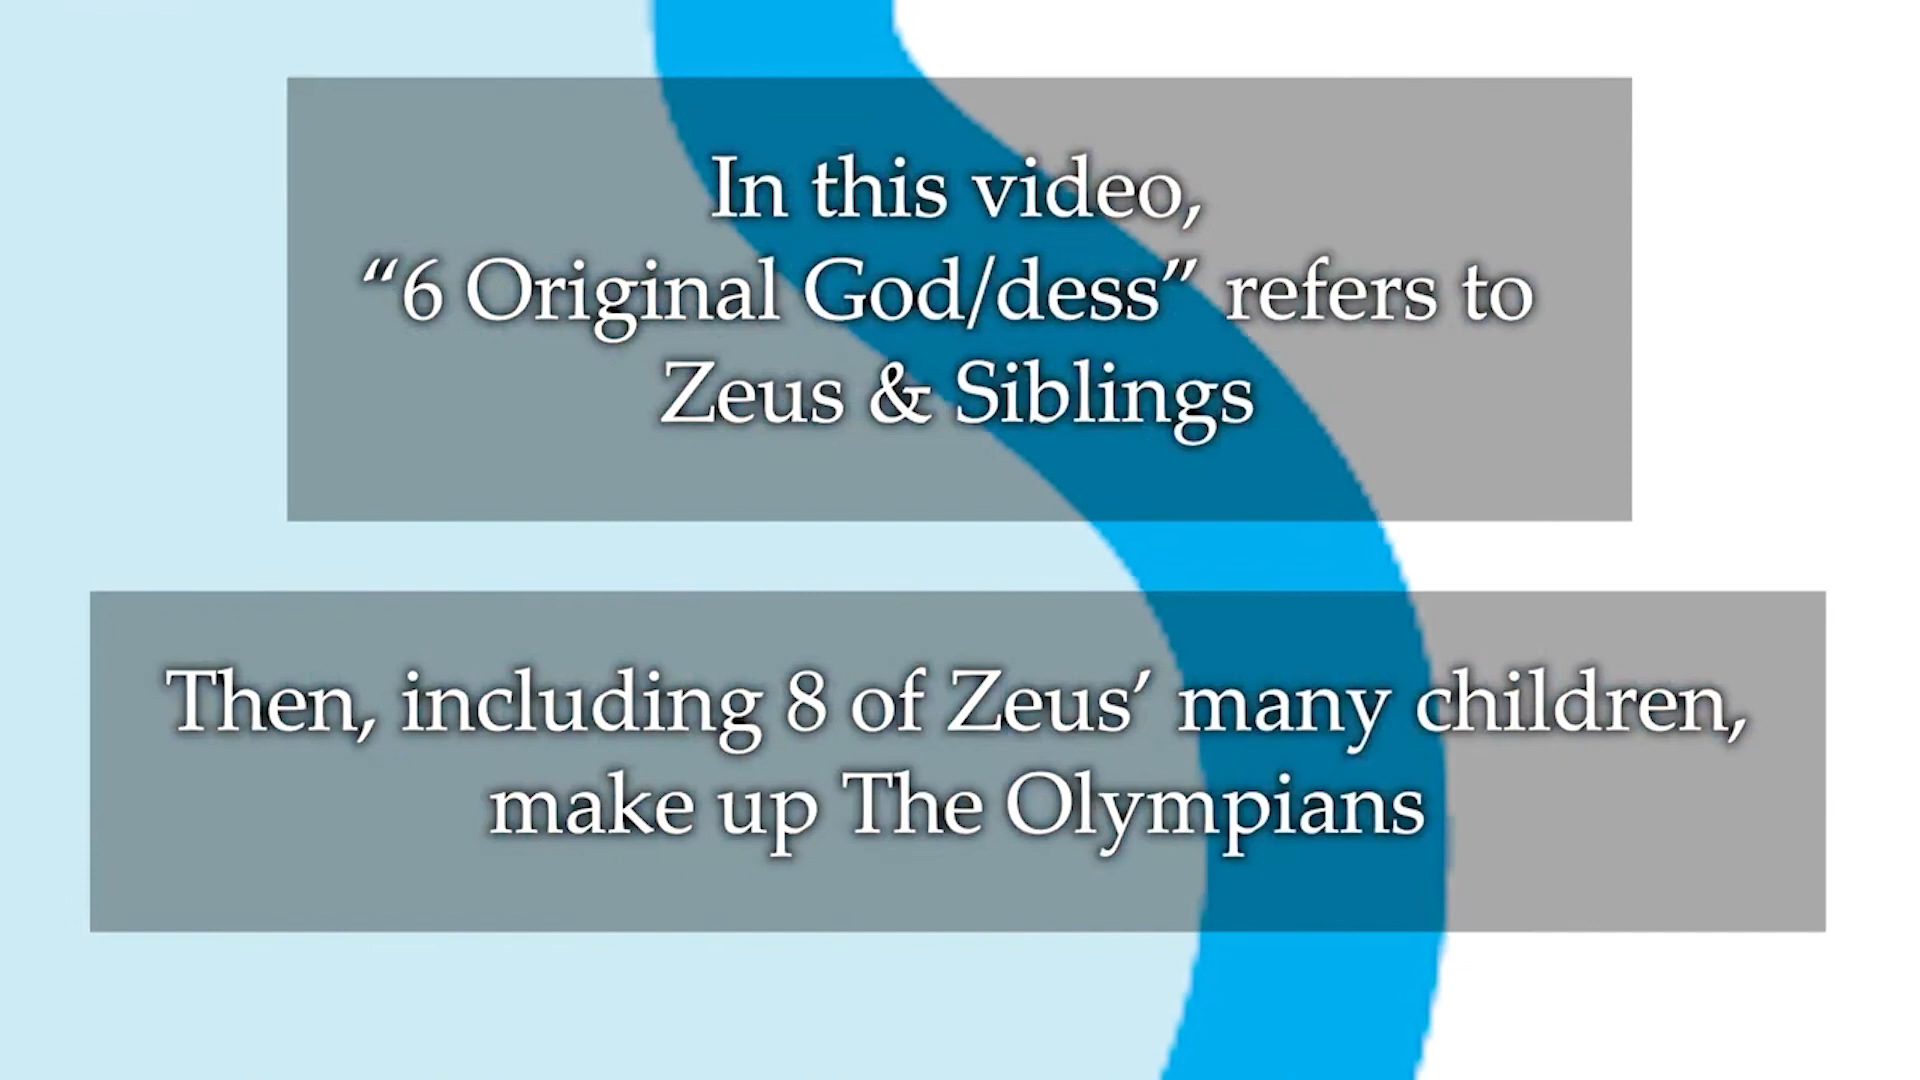 In this video,
“6 Original God/dess” refers to
Zeus & Siblings
Then, including 8 of Zeus’ many children,
make up The Olympians